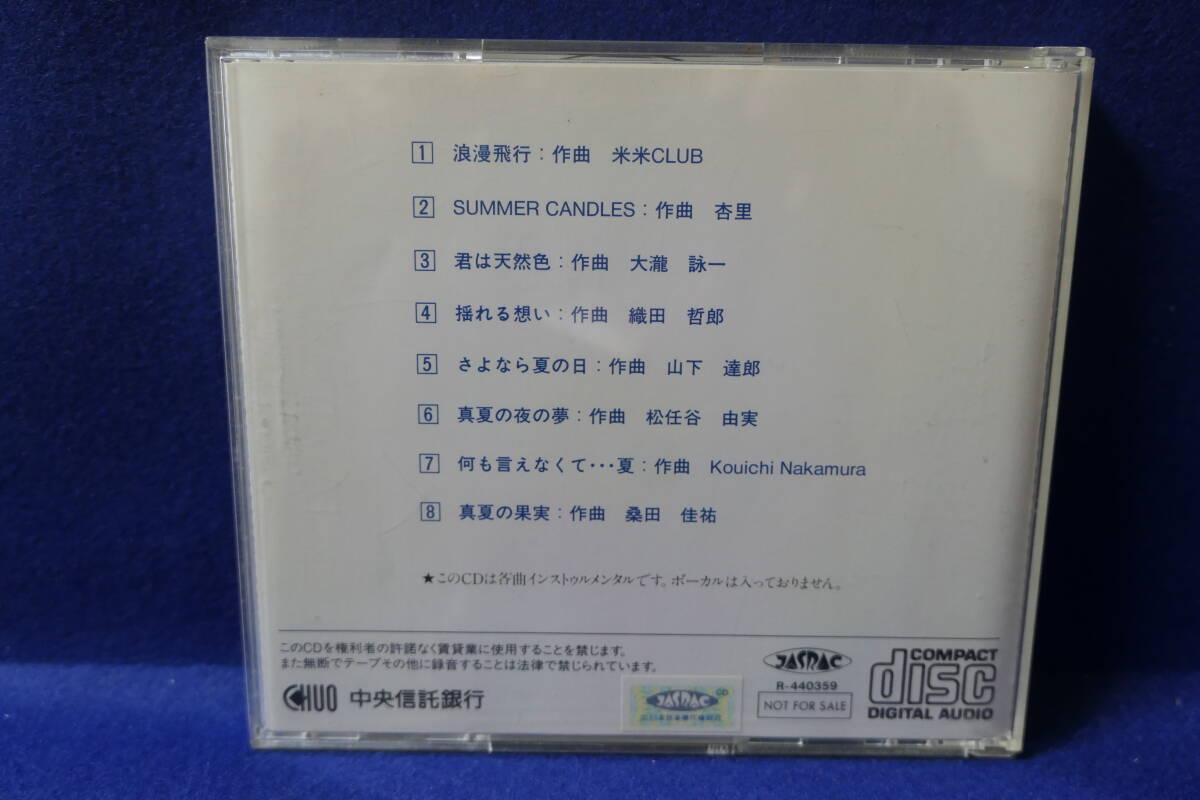 1 浪漫飛行：作曲　米米CLUB
2 SUMMER CANDLES：作曲　杏里
3 君は天然色：作曲　大瀧　詠一
4 揺れる想い：作曲　織田　哲郎
5 さよなら夏の日：作曲　山下　達郎
6 真夏の夜の夢：作曲　松任谷　由実
7 何も言えなくて･･･夏：作曲　Kouichi Nakamura
8 真夏の果実：作曲　桑田　佳祐
★このCDは各曲インストゥルメンタルです。ボーカルは入っておりません。
このCDを権利者の許諾なく賃貸業に使用することを禁じます。
また無断でテープその他に録音することは法律で禁じられています。
CHUO 中央信託銀行
JASRAC CD
JASRAC
R-440359
NOT FOR SALE
COMPACT
disc
DIGITAL AUDIO